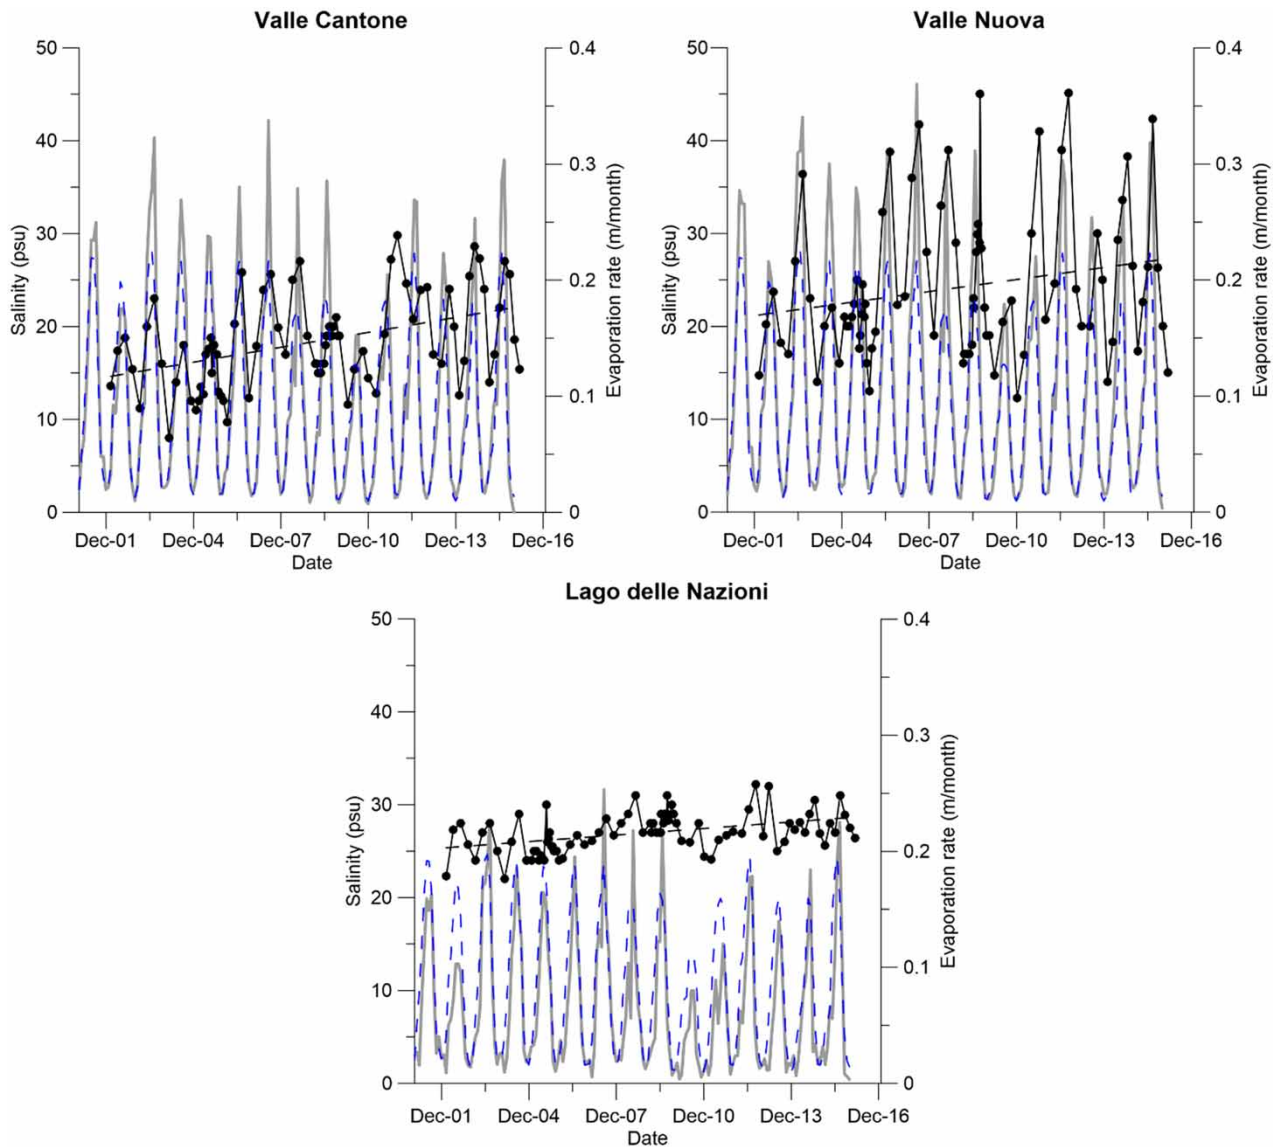 Valle Cantone
50
40
30
20
10
0
Salinity (psu)
0.4
0.3
0.2
0.1
0
Evaporation rate (m/month)
Dec-01 Dec-04 Dec-07 Dec-10 Dec-13 Dec-16
Date
Valle Nuova
50
40
30
20
10
0
Salinity (psu)
0.4
0.3
0.2
0.1
0
Evaporation rate (m/month)
Dec-01 Dec-04 Dec-07 Dec-10 Dec-13 Dec-16
Date
Lago delle Nazioni
50
40
30
20
10
0
Salinity (psu)
0.4
0.3
0.2
0.1
0
Evaporation rate (m/month)
Dec-01 Dec-04 Dec-07 Dec-10 Dec-13 Dec-16
Date